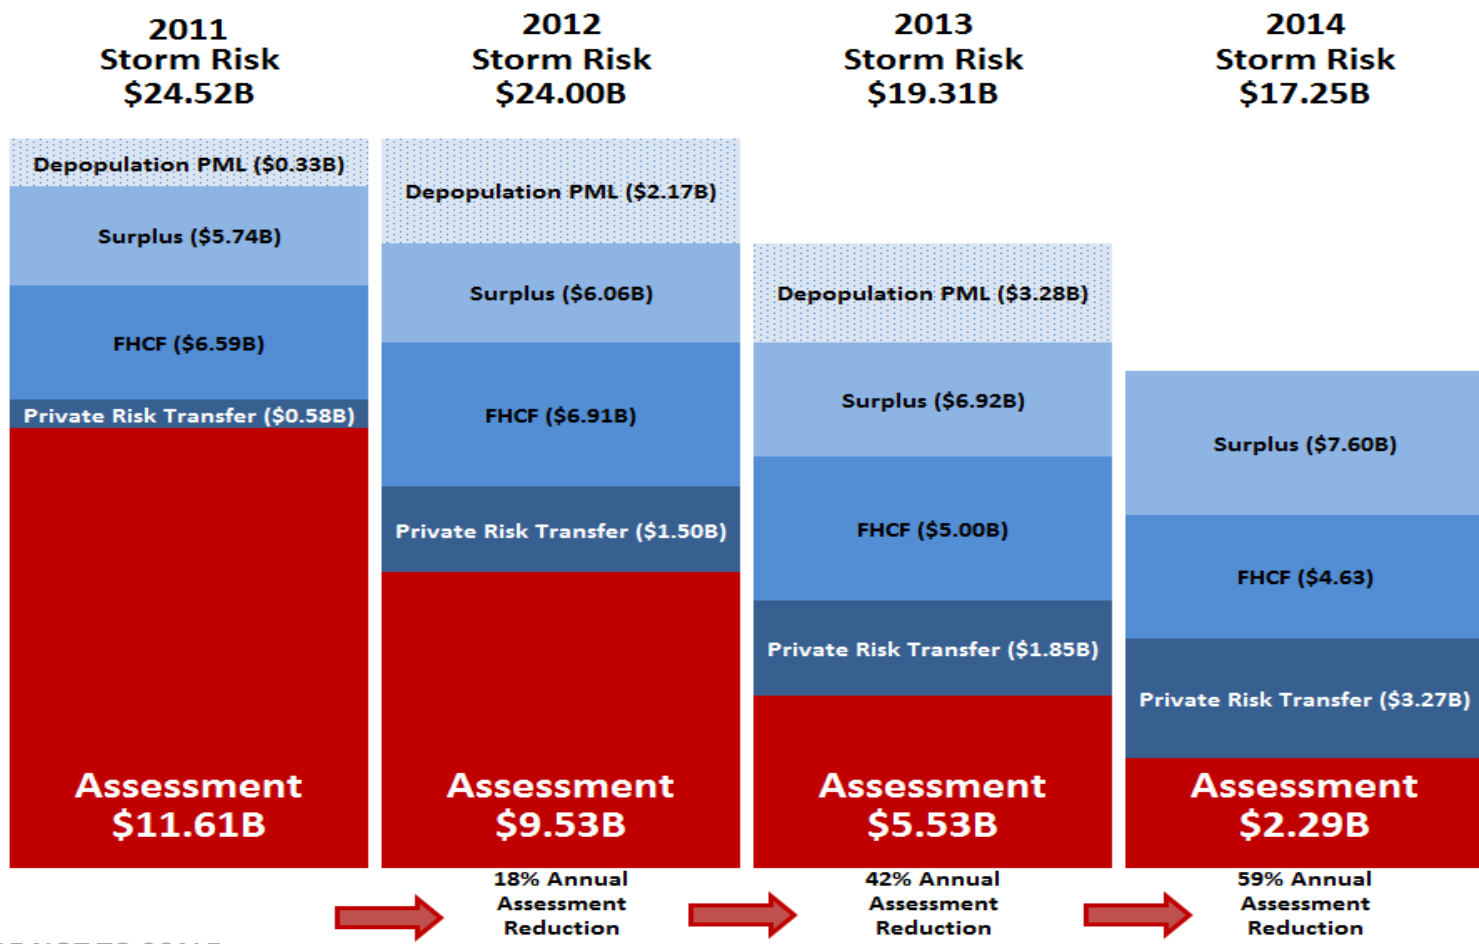 2011
Storm Risk
$24.52B
Depopulation PML ($0.33B)
Surplus ($5.74B)
FHCF ($6.59B)
Private Risk Transfer ($0.58B)
Assessment
$11.61B
2012
Storm Risk
$24.00B
Depopulation PML ($2.17B)
Surplus ($6.06B)
FHCF ($6.91B)
Private Risk Transfer ($1.50B)
Assessment
$9.53B
18% Annual
Assessment
Reduction
2013
Storm Risk
$19.31B
Depopulation PML ($3.28B)
Surplus ($6.92B)
FHCF ($5.00B)
Private Risk Transfer ($1.85B)
Assessment
$5.53B
42% Annual
Assessment
Reduction
2014
Storm Risk
$17.25B
Surplus ($7.60B)
FHCF ($4.63)
Private Risk Transfer ($3.27B)
Assessment
$2.29B
59% Annual
Assessment
Reduction